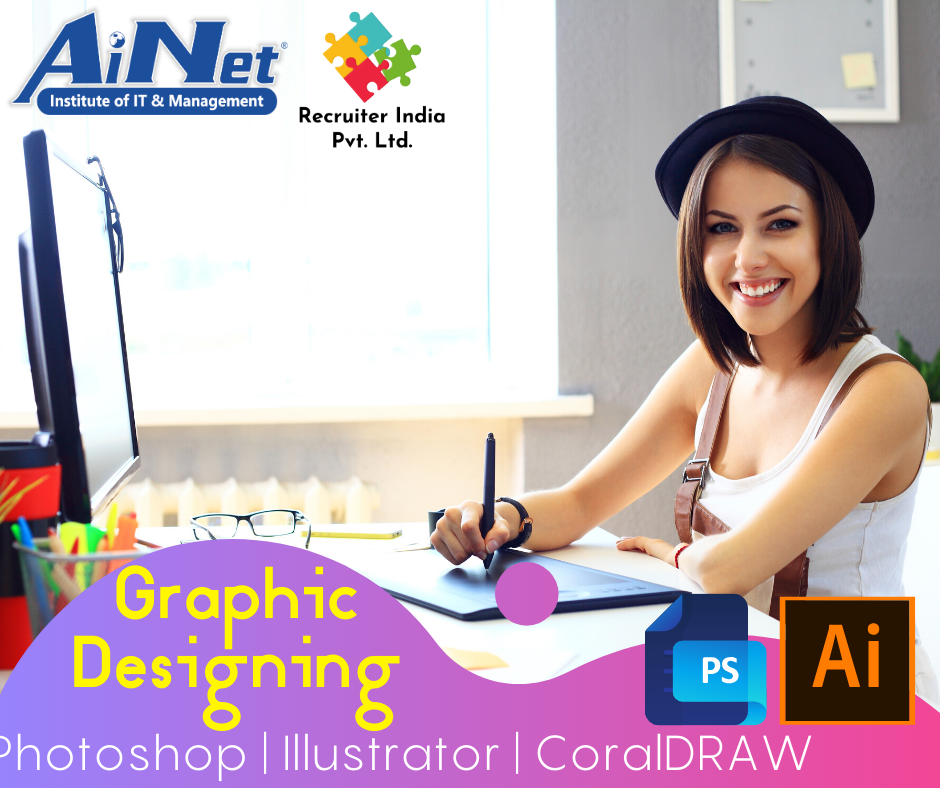 AiNet®
Institute of IT & Management
Recruiter India
Pvt. Ltd.
Graphic
Designing
PS
Ai
Photoshop | Illustrator | CoralDRAW